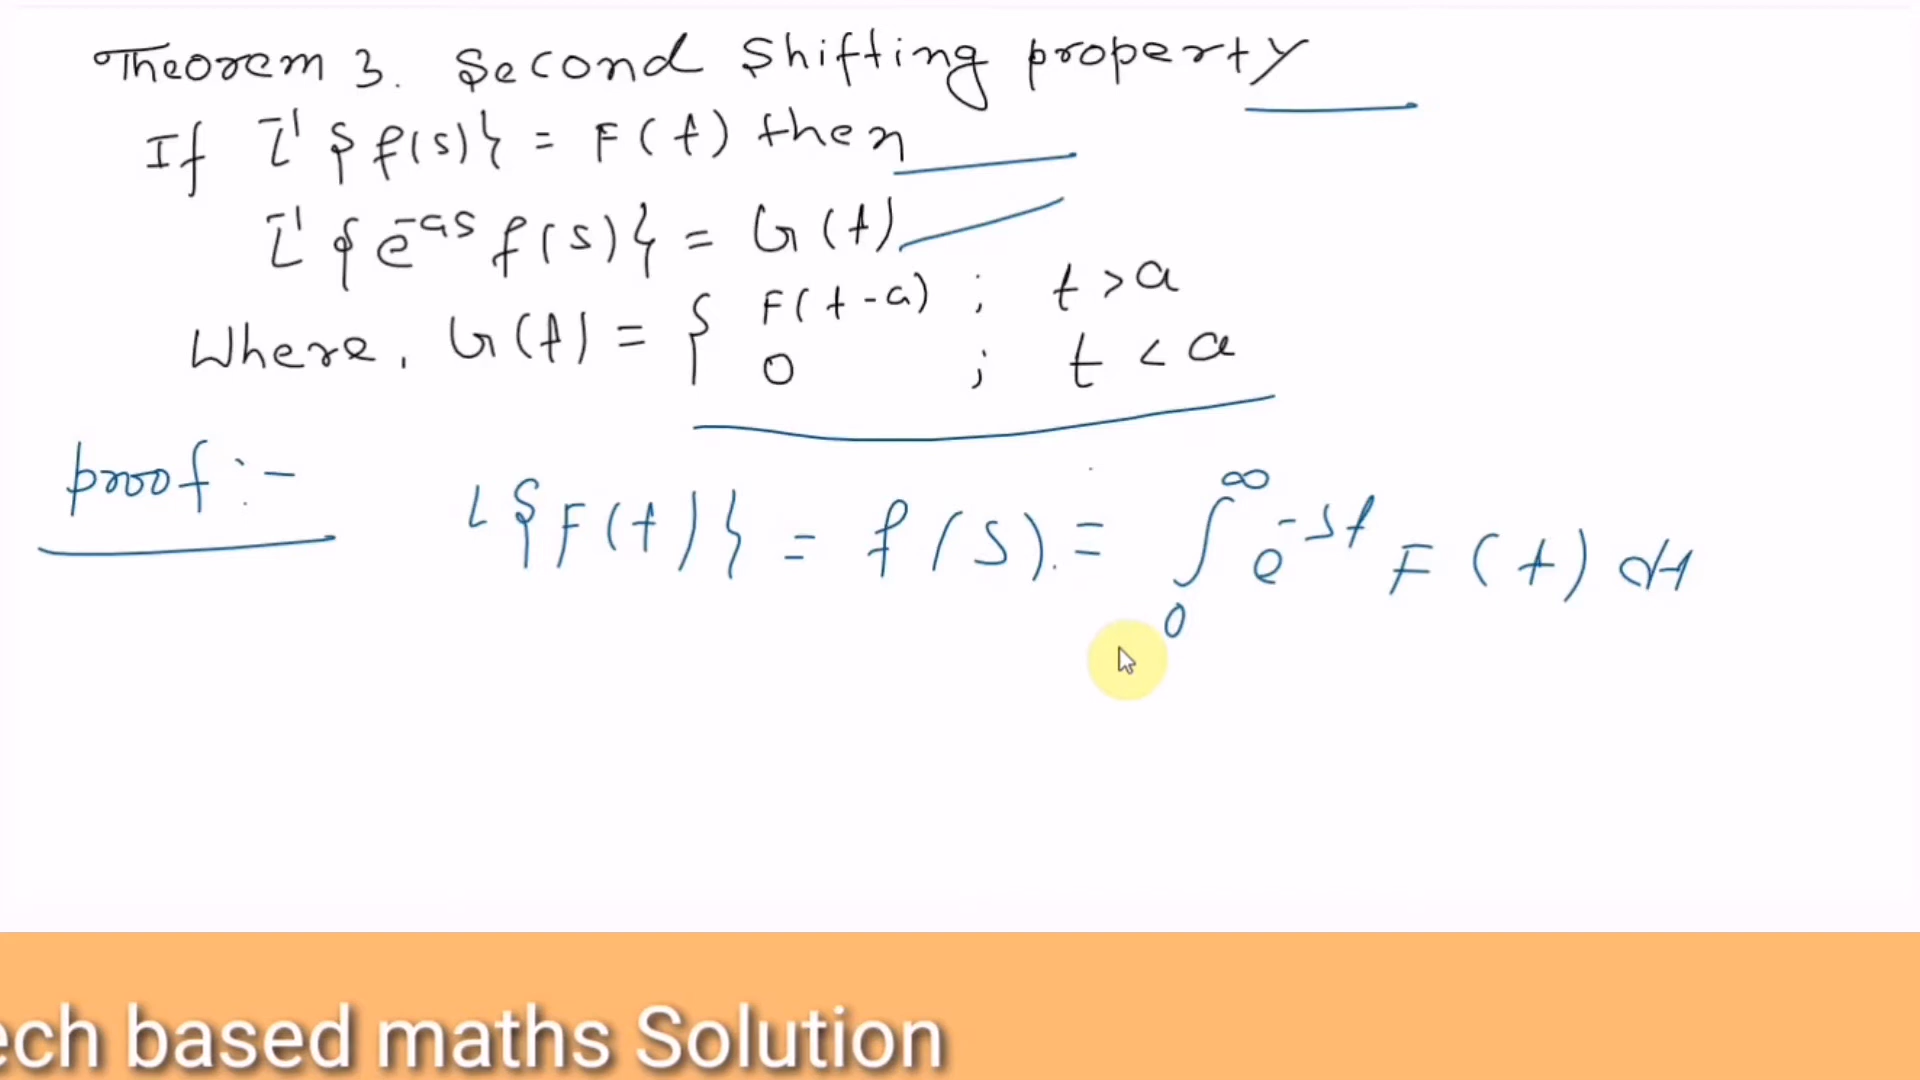 Theorem 3. Second Shifting property
If L⁻¹{f(s)} = F(t) then
L⁻¹{e⁻ᵃˢ f(s)} = G(t)
Where, G(t) = { F(t-a) ; t>a
0 ; t<a
proof :-
L{F(t)} = f(s). = ∫₀^∞ e^-st F(t) dt
ech based maths Solution